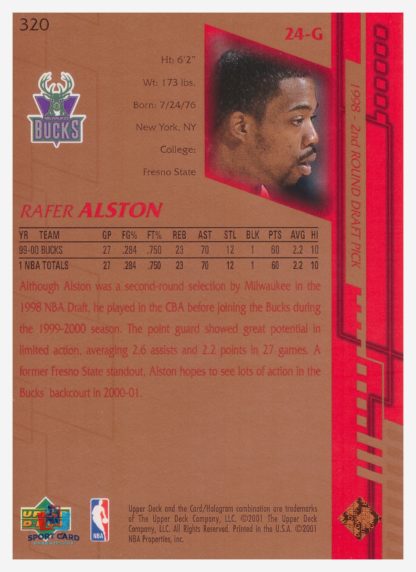 320
24-G
Ht: 6'2"
Wt: 173 lbs.
Born: 7/24/76
New York, NY
College:
Fresno State
BUCKS
1998 - 2nd ROUND DRAFT PICK
RAFER ALSTON
YR TEAM GP FG% FT% REB AST STL BLK PTS AVG HI
99-00 BUCKS 27 .284 .750 23 70 12 1 60 2.2 10
1 NBA TOTALS 27 .284 .750 23 70 12 1 60 2.2 10
Although Alston was a second-round selection by Milwaukee in the
1998 NBA Draft, he played in the CBA before joining the Bucks during
the 1999-2000 season. The point guard showed great potential in
limited action, averaging 2.6 assists and 2.2 points in 27 games. A
former Fresno State standout, Alston hopes to see lots of action in the
Bucks backcourt in 2000-01.
SPORT CARD
NBA
Upper Deck and the Card/Hologram combination are trademarks
of The Upper Deck Company, LLC. ©2001 The Upper Deck
Company, LLC. All Rights Reserved. Printed in the USA. ©2001
NBA Properties, Inc.